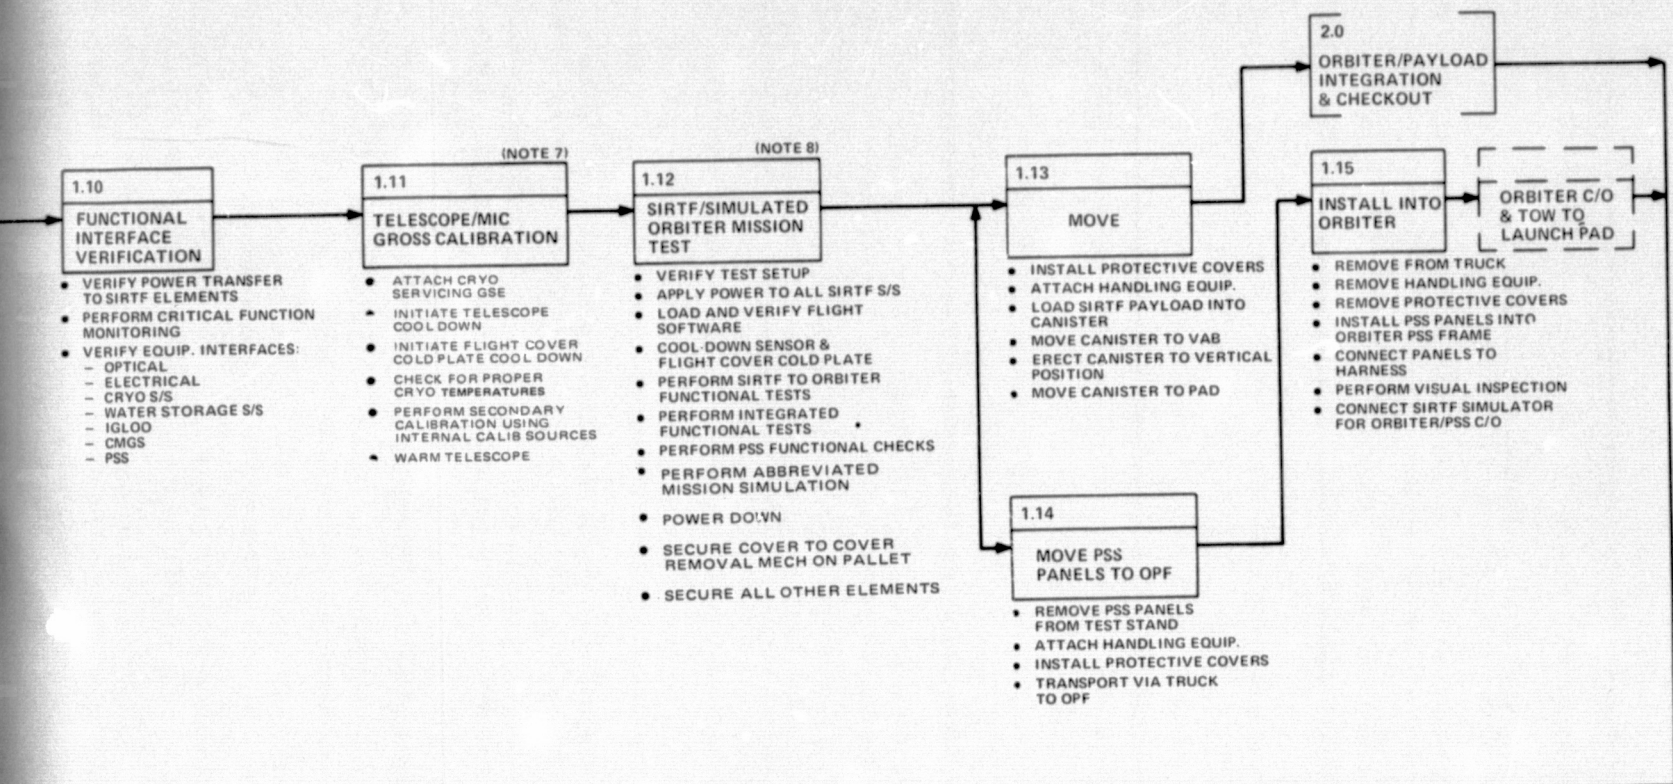 1.10
FUNCTIONAL
INTERFACE
VERIFICATION
• VERIFY POWER TRANSFER
TO SIRTF ELEMENTS
• PERFORM CRITICAL FUNCTION
MONITORING
• VERIFY EQUIP. INTERFACES:
– OPTICAL
– ELECTRICAL
– CRYO S/S
– WATER STORAGE S/S
– IGLOO
– CMGS
– PSS
(NOTE 7)
1.11
TELESCOPE/MIC
GROSS CALIBRATION
• ATTACH CRYO
SERVICING GSE
• INITIATE TELESCOPE
COOL DOWN
• INITIATE FLIGHT COVER
COLD PLATE COOL DOWN
• CHECK FOR PROPER
CRYO TEMPERATURES
• PERFORM SECONDARY
CALIBRATION USING
INTERNAL CALIB SOURCES
• WARM TELESCOPE
(NOTE 8)
1.12
SIRTF/SIMULATED
ORBITER MISSION
TEST
• VERIFY TEST SETUP
• APPLY POWER TO ALL SIRTF S/S
• LOAD AND VERIFY FLIGHT
SOFTWARE
• COOL-DOWN SENSOR &
FLIGHT COVER COLD PLATE
• PERFORM SIRTF TO ORBITER
FUNCTIONAL TESTS
• PERFORM INTEGRATED
FUNCTIONAL TESTS
• PERFORM PSS FUNCTIONAL CHECKS
• PERFORM ABBREVIATED
MISSION SIMULATION
• POWER DOWN
• SECURE COVER TO COVER
REMOVAL MECH ON PALLET
• SECURE ALL OTHER ELEMENTS
1.13
MOVE
• INSTALL PROTECTIVE COVERS
• ATTACH HANDLING EQUIP.
• LOAD SIRTF PAYLOAD INTO
CANISTER
• MOVE CANISTER TO VAB
• ERECT CANISTER TO VERTICAL
POSITION
• MOVE CANISTER TO PAD
1.14
MOVE PSS
PANELS TO OPF
• REMOVE PSS PANELS
FROM TEST STAND
• ATTACH HANDLING EQUIP.
• INSTALL PROTECTIVE COVERS
• TRANSPORT VIA TRUCK
TO OPF
2.0
ORBITER/PAYLOAD
INTEGRATION
& CHECKOUT
1.15
INSTALL INTO
ORBITER
• REMOVE FROM TRUCK
• REMOVE HANDLING EQUIP.
• REMOVE PROTECTIVE COVERS
• INSTALL PSS PANELS INTO
ORBITER PSS FRAME
• CONNECT PANELS TO
HARNESS
• PERFORM VISUAL INSPECTION
• CONNECT SIRTF SIMULATOR
FOR ORBITER/PSS C/O
ORBITER C/O
& TOW TO
LAUNCH PAD